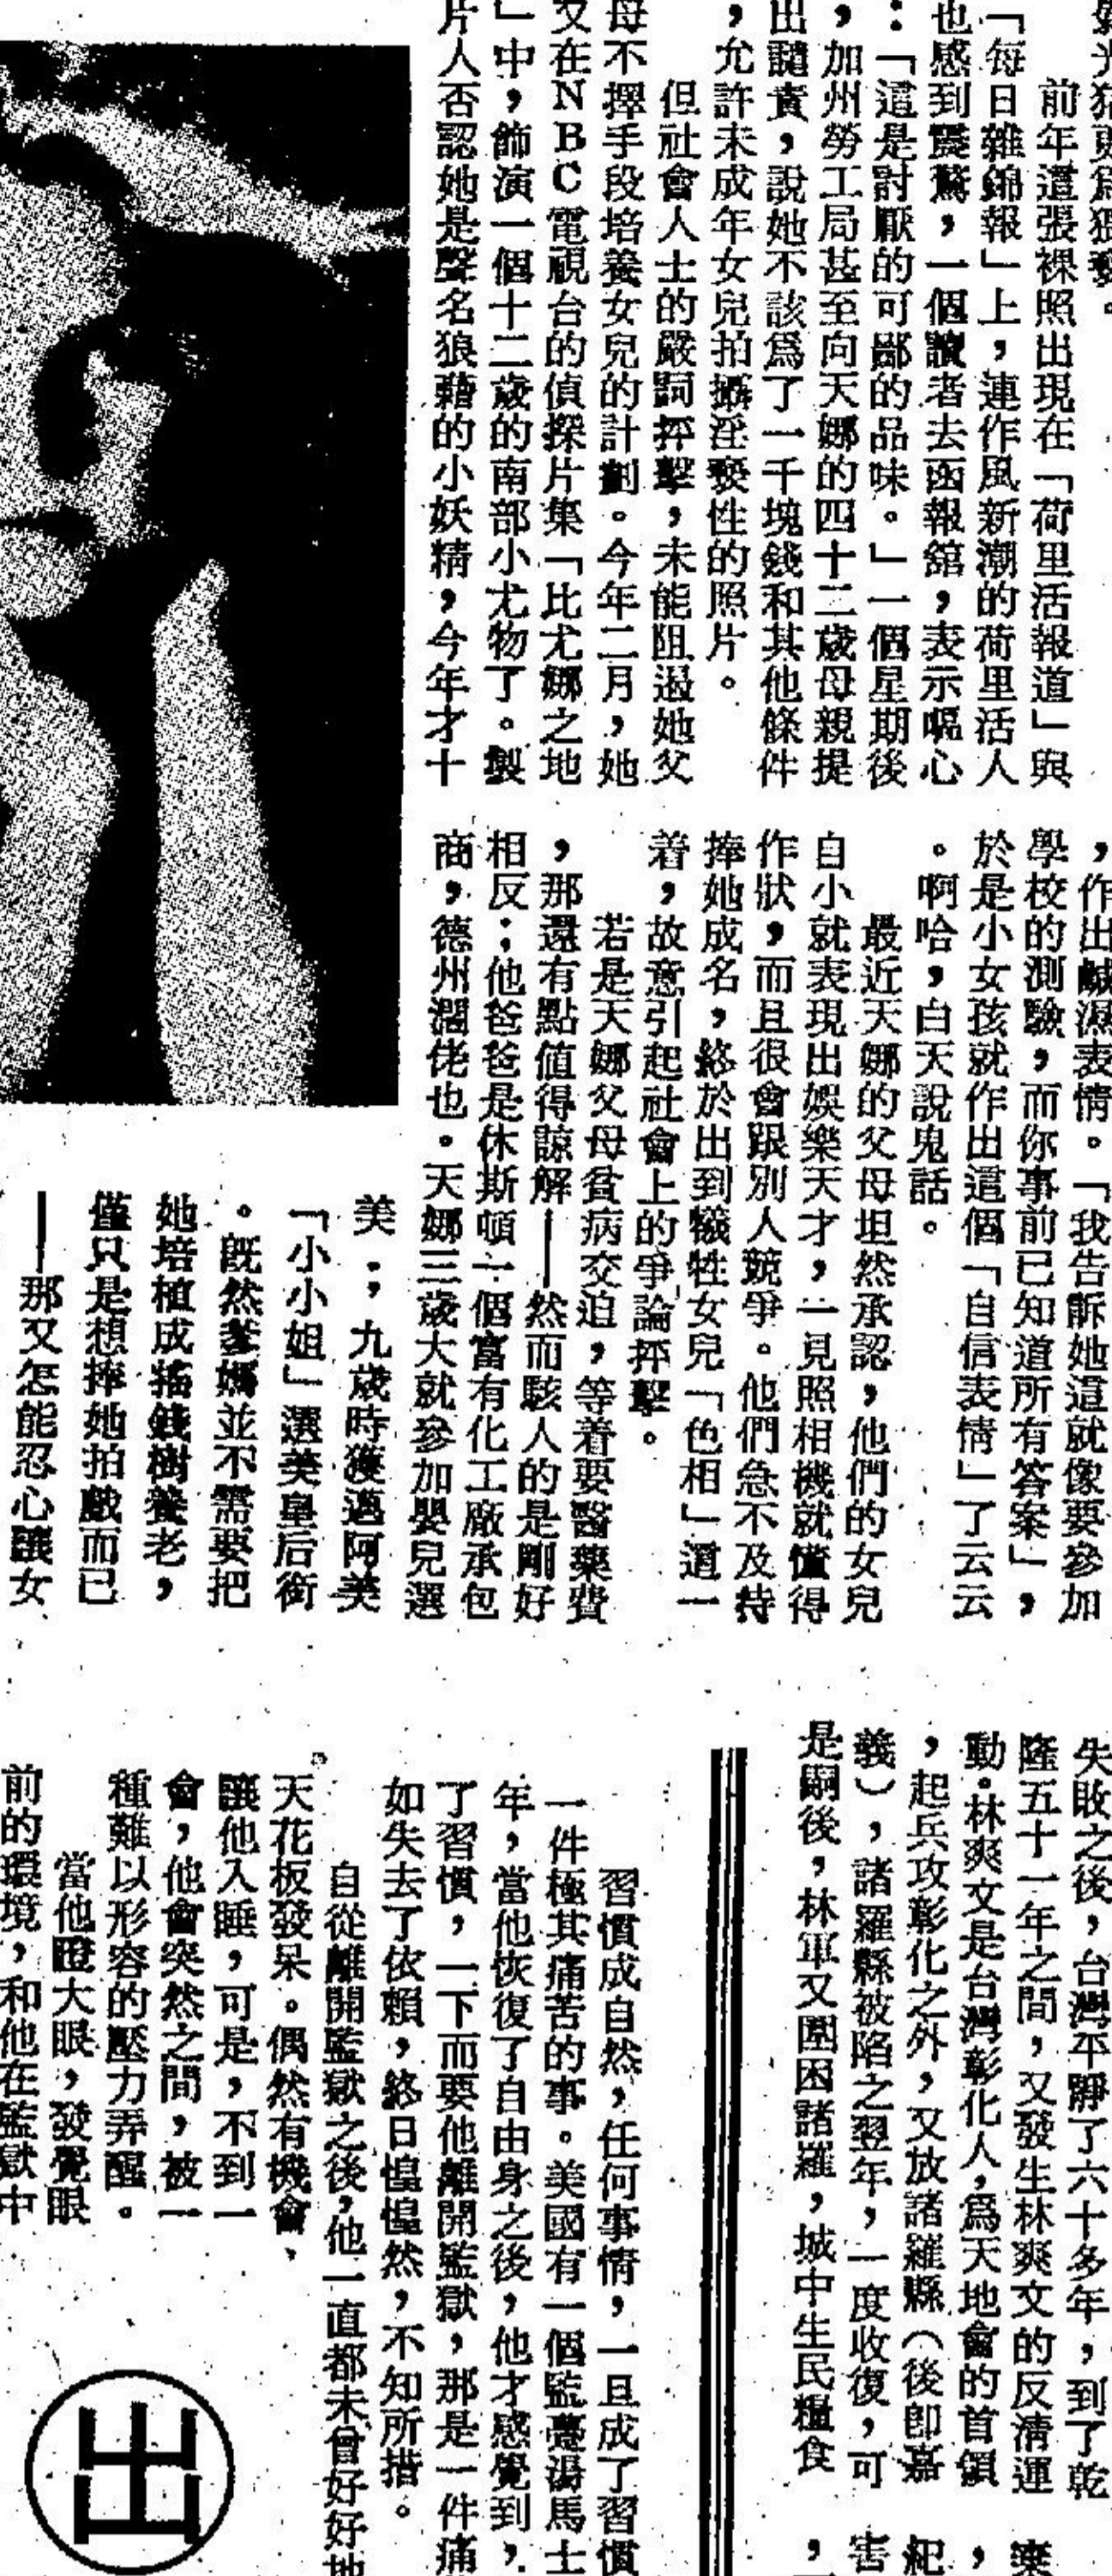 前年這張裸照出現在「荷里活報道」與
「每日雜錦報」上，連作風新潮的荷里活人
也感到震驚，一個讀者去函報舘，表示嘔心
：「這是討厭的可鄙的品味。」一個星期後
，加州勞工局甚至向天娜的四十二歲母親提
出譴責，說她不該爲了一千塊錢和其他條件
，允許未成年女兒拍攝淫褻性的照片。
但社會人士的嚴詞抨擊，未能阻遏她父
母不擇手段培養女兒的計劃。今年二月，她
又在NBC電視台的偵探片集「比尤娜之地
」中，飾演一個十二歲的南部小尤物了。製
片人否認她是聲名狼藉的小妖精，今年才十
，作出鹹濕表情。「我告訴她這就像要參加
學校的測驗，而你事前已知道所有答案」，
於是小女孩就作出這個「自信表情」了云云
。啊哈，白天說鬼話。
最近天娜的父母坦然承認，他們的女兒
自小就表現出娛樂天才，一見照相機就懂得
作狀，而且很會跟別人競爭。他們急不及待
捧她成名，終於出到犧牲女兒「色相」這一
着，故意引起社會上的爭論抨擊。
若是天娜父母貧病交迫，等着要醫藥費
，那還有點值得諒解——然而駭人的是剛好
相反；他爸爸是休斯頓一個富有化工廠承包
商，德州濶佬也。天娜三歲大就參加嬰兒選
美；九歲時獲邁阿美
「小小姐」選美皇后銜
。旣然爹媽並不需要把
她培植成搖錢樹養老，
僅只是想捧她拍戲而已
——那又怎能忍心讓女
失敗之後，台灣平靜了六十多年，到了乾
隆五十一年之間，又發生林爽文的反清運
動。林爽文是台灣彰化人，爲天地會的首領
，起兵攻彰化之外，又放諸羅縣（後卽嘉
義），諸羅縣被陷之翌年，一度收復，可
是嗣後，林軍又圍困諸羅，城中生民糧食
習慣成自然，任何事情，一旦成了習慣
一件極其痛苦的事。美國有一個監躉湯馬士
年，當他恢復了自由身之後，他才感覺到，
了習慣，一下而要他離開監獄，那是一件痛
如失去了依賴，終日惶惶然，不知所措。
自從離開監獄之後，他一直都未曾好好地
天花板發呆。偶然有機會，
讓他入睡，可是，不到一
會，他會突然之間，被一
種難以形容的壓力弄醒。
當他瞪大眼，發覺眼
前的環境，和他在監獄中
出